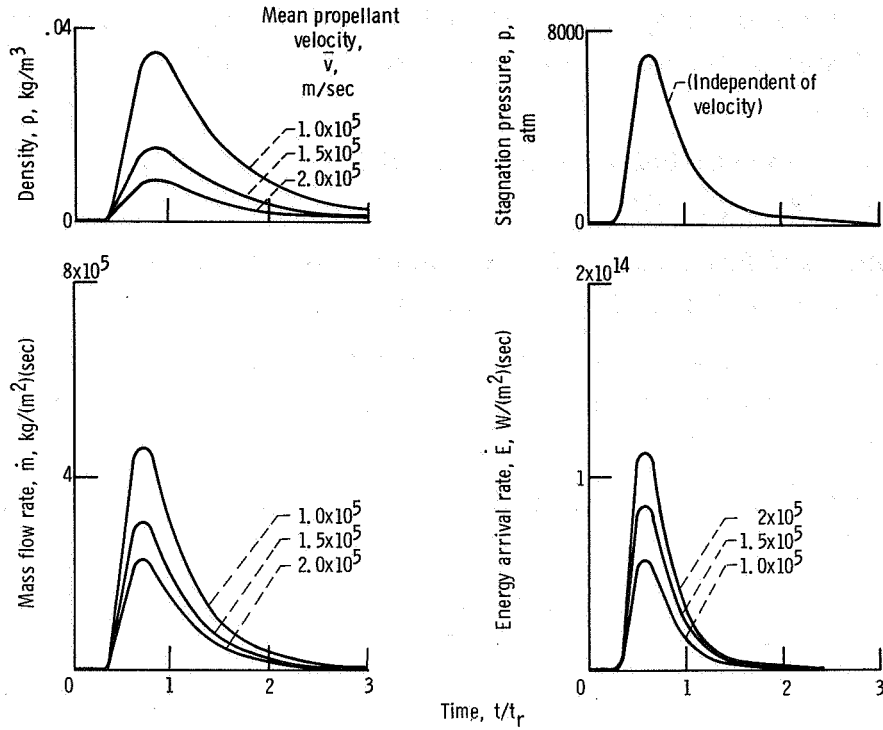 .04
0
Density, ρ, kg/m³
Mean propellant
velocity,
v̅,
m/sec
1.0x10⁵
1.5x10⁵
2.0x10⁵
8000
0
Stagnation pressure, p,
atm
(Independent of
velocity)
8x10⁵
4
0
1
2
3
Mass flow rate, ṁ, kg/(m²)(sec)
1.0x10⁵
1.5x10⁵
2.0x10⁵
2x10¹⁴
1
0
1
2
3
Energy arrival rate, Ė, W/(m²)(sec)
2x10⁵
1.5x10⁵
1.0x10⁵
Time, t/tᵣ